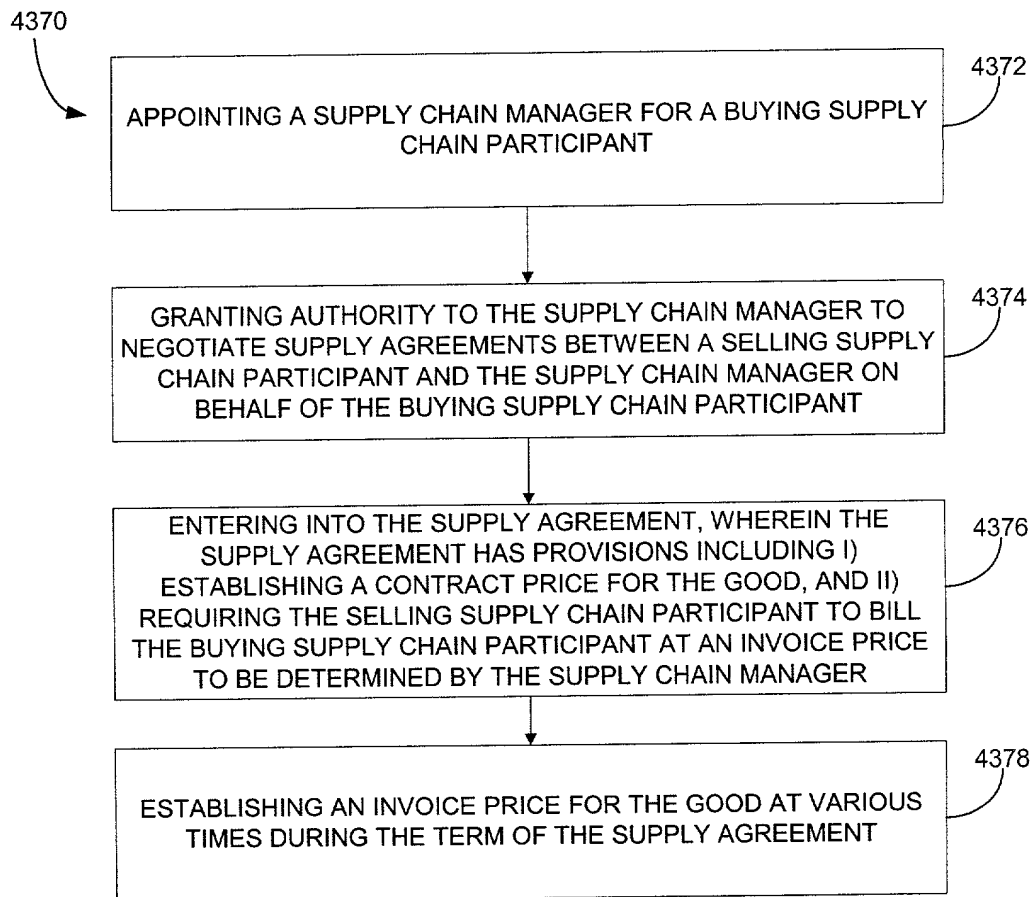 4370
4372
APPOINTING A SUPPLY CHAIN MANAGER FOR A BUYING SUPPLY
CHAIN PARTICIPANT
4374
GRANTING AUTHORITY TO THE SUPPLY CHAIN MANAGER TO
NEGOTIATE SUPPLY AGREEMENTS BETWEEN A SELLING SUPPLY
CHAIN PARTICIPANT AND THE SUPPLY CHAIN MANAGER ON
BEHALF OF THE BUYING SUPPLY CHAIN PARTICIPANT
4376
ENTERING INTO THE SUPPLY AGREEMENT, WHEREIN THE
SUPPLY AGREEMENT HAS PROVISIONS INCLUDING I)
ESTABLISHING A CONTRACT PRICE FOR THE GOOD, AND II)
REQUIRING THE SELLING SUPPLY CHAIN PARTICIPANT TO BILL
THE BUYING SUPPLY CHAIN PARTICIPANT AT AN INVOICE PRICE
TO BE DETERMINED BY THE SUPPLY CHAIN MANAGER
4378
ESTABLISHING AN INVOICE PRICE FOR THE GOOD AT VARIOUS
TIMES DURING THE TERM OF THE SUPPLY AGREEMENT